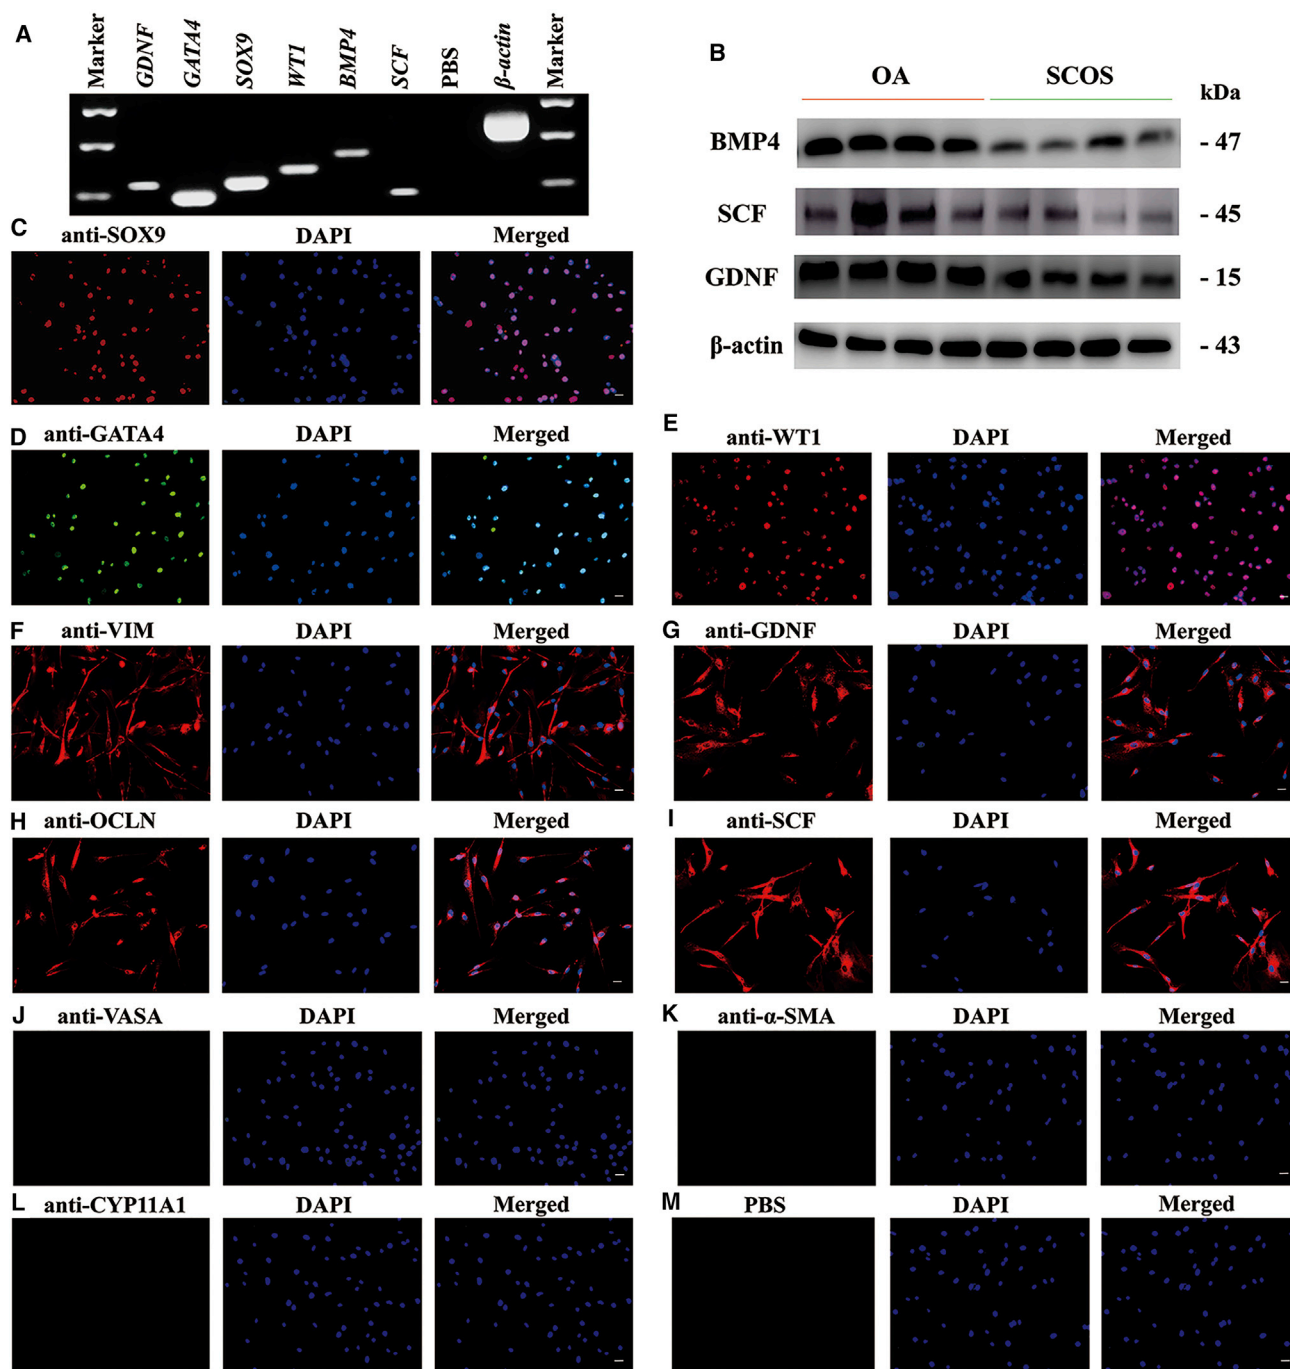 A
Marker GDNF GATA4 SOX9 WT1 BMP4 SCF PBS β-actin Marker
B
OA SCOS kDa
BMP4 - 47
SCF - 45
GDNF - 15
β-actin - 43
C
anti-SOX9 DAPI Merged
D
anti-GATA4 DAPI Merged
E
anti-WT1 DAPI Merged
F
anti-VIM DAPI Merged
G
anti-GDNF DAPI Merged
H
anti-OCLN DAPI Merged
I
anti-SCF DAPI Merged
J
anti-VASA DAPI Merged
K
anti-α-SMA DAPI Merged
L
anti-CYP11A1 DAPI Merged
M
PBS DAPI Merged